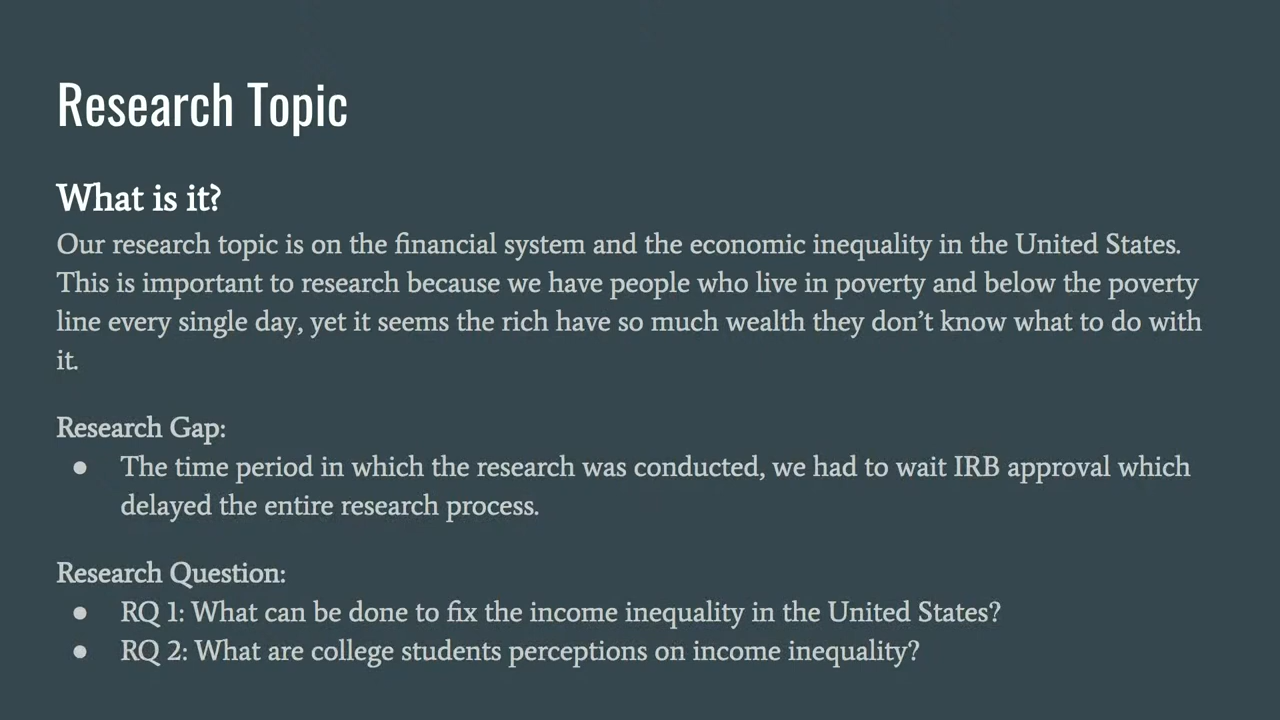 Research Topic
What is it?
Our research topic is on the financial system and the economic inequality in the United States.
This is important to research because we have people who live in poverty and below the poverty
line every single day, yet it seems the rich have so much wealth they don’t know what to do with
it.
Research Gap:
● The time period in which the research was conducted, we had to wait IRB approval which
delayed the entire research process.
Research Question:
● RQ 1: What can be done to fix the income inequality in the United States?
● RQ 2: What are college students perceptions on income inequality?